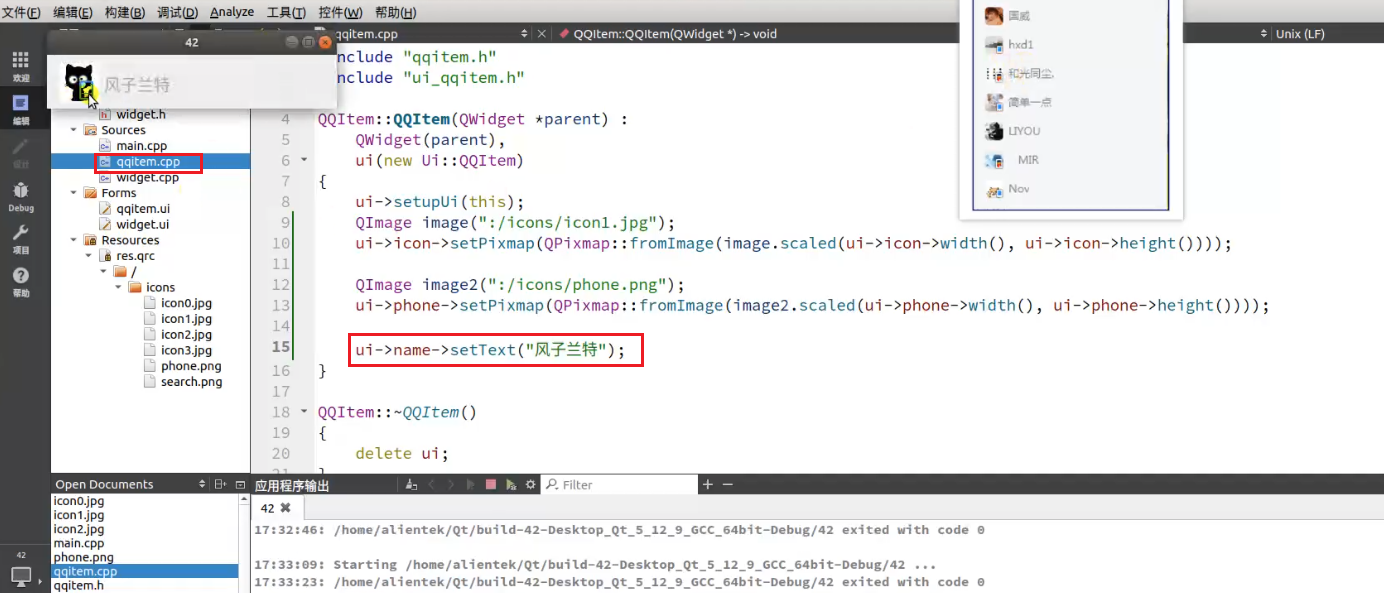 文件(F) 编辑(E) 构建(B) 调试(D) Analyze 工具(T) 控件(W) 帮助(H)
qqitem.cpp
QQItem::QQItem(QWidget *) -> void
Unix (LF)
42
风子兰特
欢迎
编辑
设计
Debug
项目
帮助
42
widget.h
Sources
main.cpp
qqitem.cpp
widget.cpp
Forms
qqitem.ui
widget.ui
Resources
res.qrc
/
icons
icon0.jpg
icon1.jpg
icon2.jpg
icon3.jpg
phone.png
search.png
nclude "qqitem.h"
nclude "ui_qqitem.h"
4 QQItem::QQItem(QWidget *parent) :
5 QWidget(parent),
6 ui(new Ui::QQItem)
7 {
8 ui->setupUi(this);
9 QImage image(":/icons/icon1.jpg");
10 ui->icon->setPixmap(QPixmap::fromImage(image.scaled(ui->icon->width(), ui->icon->height())));
11
12 QImage image2(":/icons/phone.png");
13 ui->phone->setPixmap(QPixmap::fromImage(image2.scaled(ui->phone->width(), ui->phone->height())));
14
15 ui->name->setText("风子兰特");
16 }
17
18 QQItem::~QQItem()
19 {
20 delete ui;
21 }
国威
hxd1
和光同尘.
简单一点
LIYOU
MIR
Nov
Open Documents
icon0.jpg
icon1.jpg
icon2.jpg
main.cpp
phone.png
qqitem.cpp
qqitem.h
应用程序输出
Filter
42
17:32:46: /home/alientek/Qt/build-42-Desktop_Qt_5_12_9_GCC_64bit-Debug/42 exited with code 0
17:33:09: Starting /home/alientek/Qt/build-42-Desktop_Qt_5_12_9_GCC_64bit-Debug/42 ...
17:33:23: /home/alientek/Qt/build-42-Desktop_Qt_5_12_9_GCC_64bit-Debug/42 exited with code 0